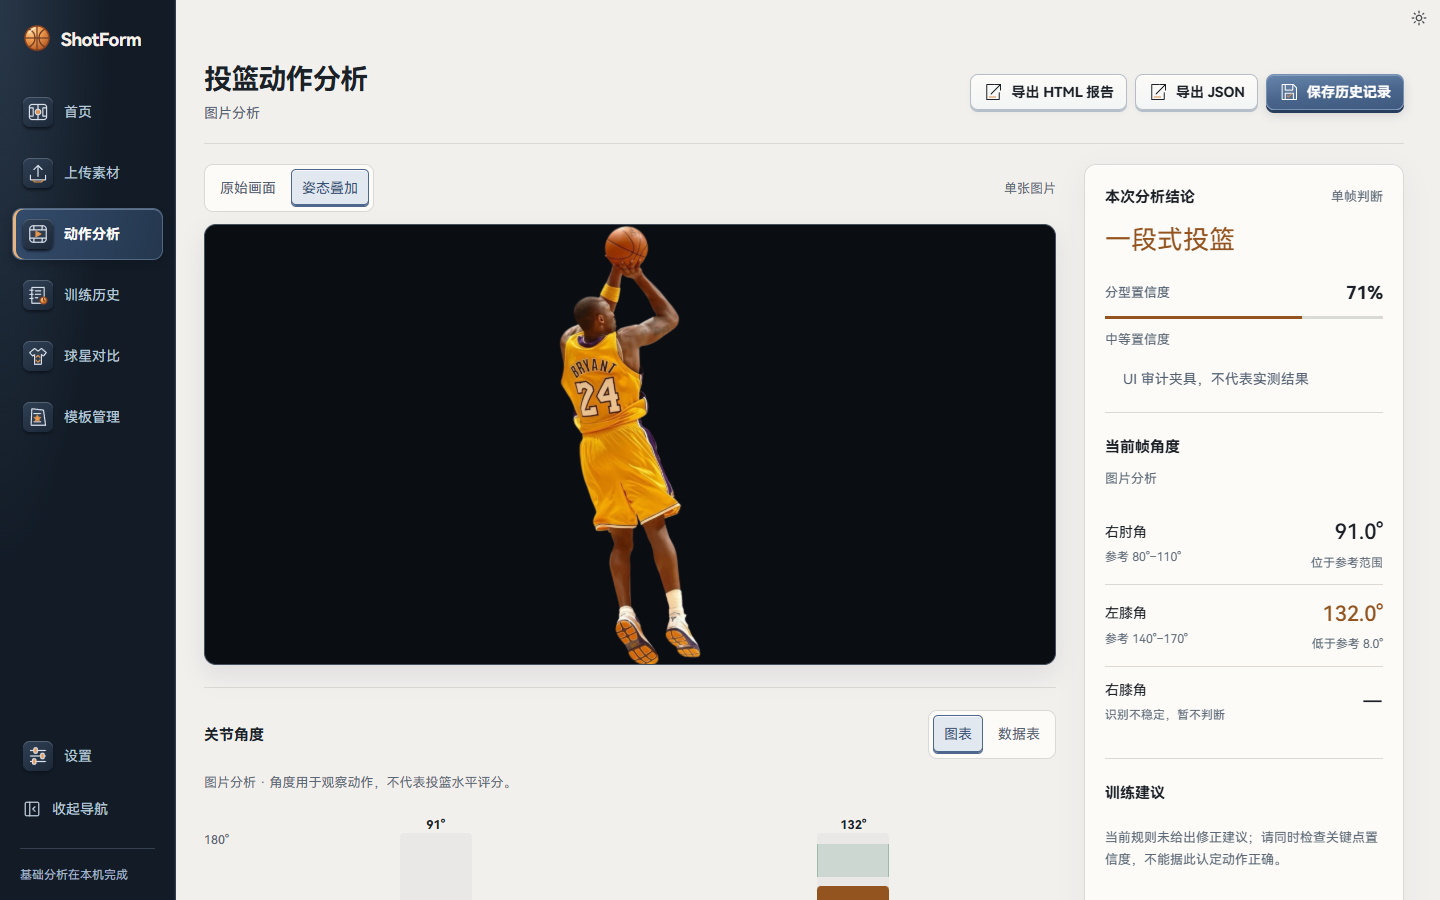 ShotForm
首页
上传素材
动作分析
训练历史
球星对比
模板管理
设置
收起导航
基础分析在本机完成
投篮动作分析
图片分析
导出 HTML 报告
导出 JSON
保存历史记录
原始画面
姿态叠加
单张图片
BRYANT
24
关节角度
图表
数据表
图片分析 · 角度用于观察动作，不代表投篮水平评分。
180°
91°
132°
本次分析结论
单帧判断
一段式投篮
分型置信度
71%
中等置信度
UI 审计夹具，不代表实测结果
当前帧角度
图片分析
右肘角
91.0°
参考 80°–110°
位于参考范围
左膝角
132.0°
参考 140°–170°
低于参考 8.0°
右膝角
—
识别不稳定，暂不判断
训练建议
当前规则未给出修正建议；请同时检查关键点置
信度，不能据此认定动作正确。